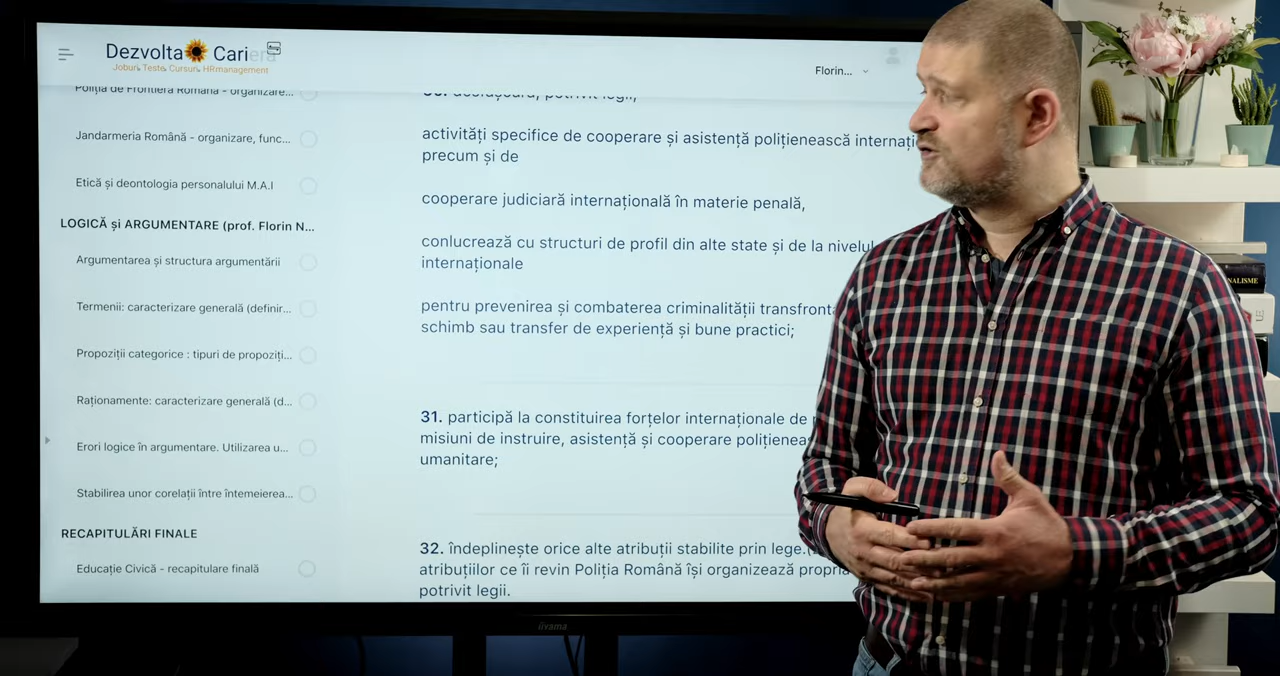 Dezvolta Cariera
Joburi, Teste, Cursuri, HRmanagement
Florin...
Poliția de Frontieră Română - organizare...
Jandarmeria Română - organizare, func...
Etică și deontologia personalului M.A.I
LOGICĂ și ARGUMENTARE (prof. Florin N...
Argumentarea și structura argumentării
Termenii: caracterizare generală (definir...
Propoziții categorice : tipuri de propoziți...
Raționamente: caracterizare generală (d...
Erori logice în argumentare. Utilizarea u...
Stabilirea unor corelații între întemeierea...
RECAPITULĂRI FINALE
Educație Civică - recapitulare finală
30. desfășoară, potrivit legii,
activități specifice de cooperare și asistență polițienească
precum și de
cooperare judiciară internațională în materie penală,
conlucrează cu structuri de profil din alte state și de la nivelul
internaționale
pentru prevenirea și combaterea criminalității
schimb sau transfer de experiență și bune practici;
31. participă la constituirea forțelor internaționale de
misiuni de instruire, asistență și cooperare
umanitare;
32. îndeplinește orice alte atribuții stabilite prin lege.
atribuțiilor ce îi revin Poliția Română își organizează
potrivit legii.
iiyama